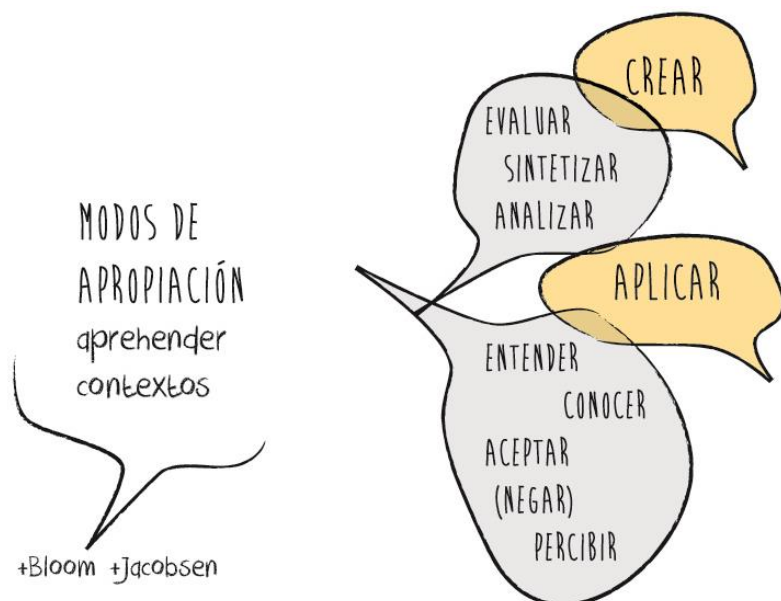 MODOS DE
APROPIACIÓN
aprehender
contextos
+Bloom +Jacobsen
CREAR
EVALUAR
SINTETIZAR
ANALIZAR
APLICAR
ENTENDER
CONOCER
ACEPTAR
(NEGAR)
PERCIBIR